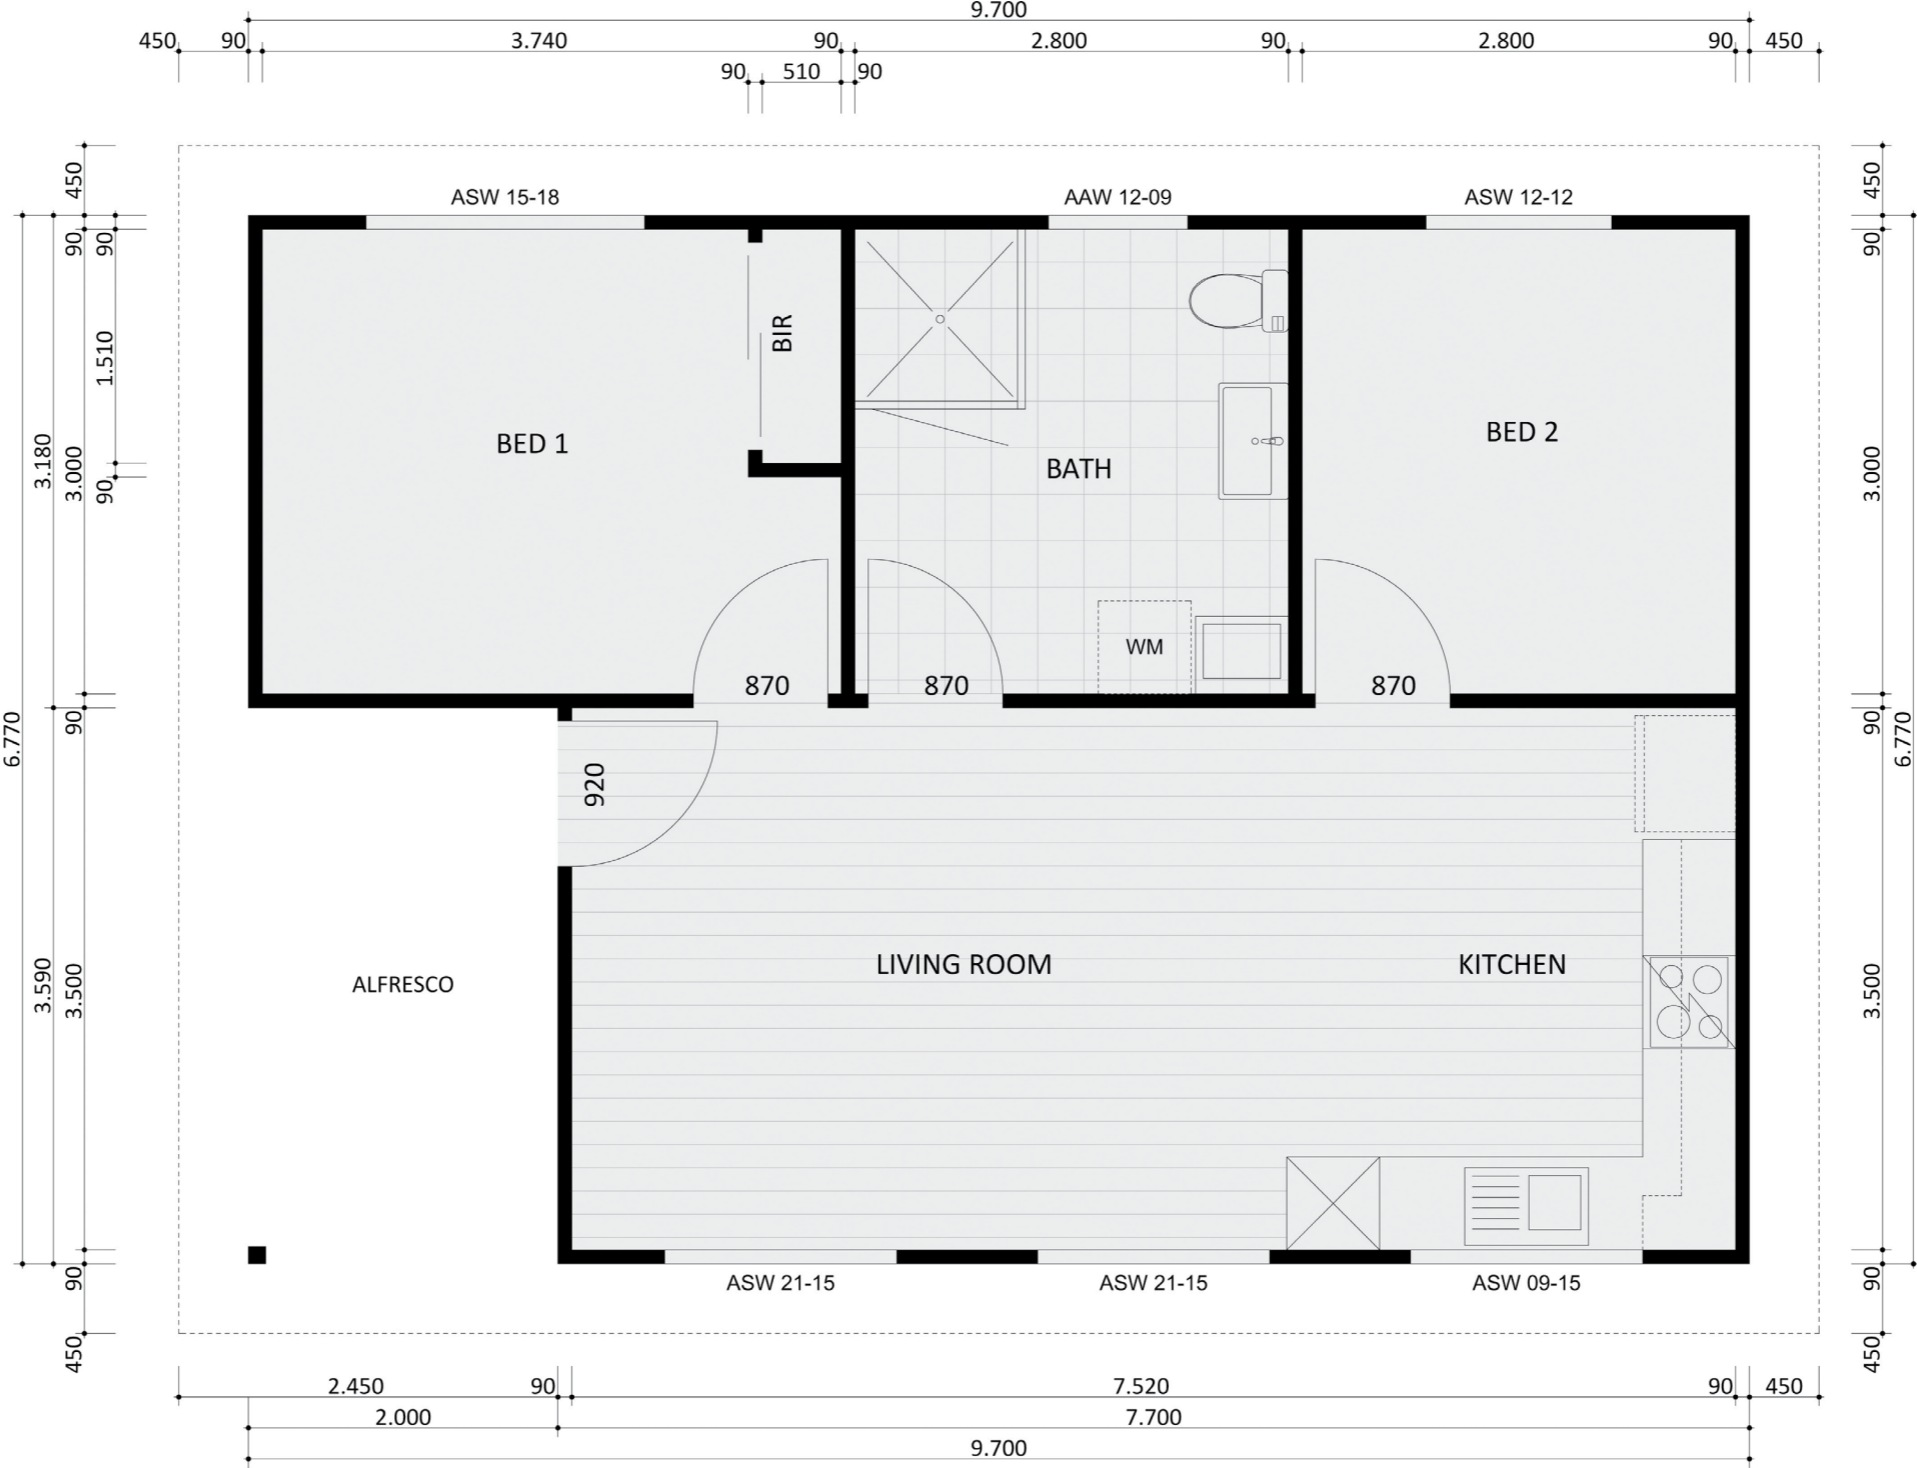 9.700
450 90 3.740 90 2.800 90 2.800 90 450
90 510 90
ASW 15-18 AAW 12-09 ASW 12-12
450
90
90
1.510
3.180
3.000
90
6.770
90
3.590
3.500
90
450
BED 1
BIR
BATH
BED 2
WM
870 870 870
920
ALFRESCO
LIVING ROOM
KITCHEN
450
90
3.000
90
6.770
3.500
90
450
ASW 21-15 ASW 21-15 ASW 09-15
2.450 90 7.520 90 450
2.000 7.700
9.700